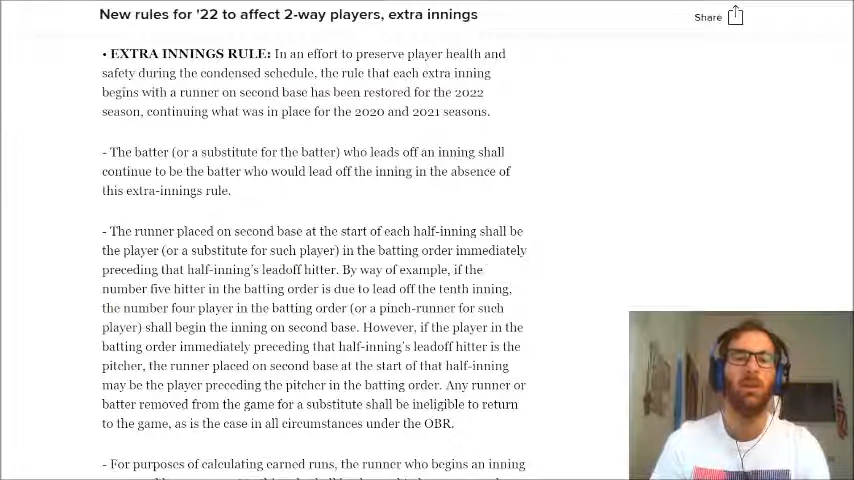 New rules for '22 to affect 2-way players, extra innings
Share
• EXTRA INNINGS RULE: In an effort to preserve player health and
safety during the condensed schedule, the rule that each extra inning
begins with a runner on second base has been restored for the 2022
season, continuing what was in place for the 2020 and 2021 seasons.
- The batter (or a substitute for the batter) who leads off an inning shall
continue to be the batter who would lead off the inning in the absence of
this extra-innings rule.
- The runner placed on second base at the start of each half-inning shall be
the player (or a substitute for such player) in the batting order immediately
preceding that half-inning's leadoff hitter. By way of example, if the
number five hitter in the batting order is due to lead off the tenth inning,
the number four player in the batting order (or a pinch-runner for such
player) shall begin the inning on second base. However, if the player in the
batting order immediately preceding that half-inning's leadoff hitter is the
pitcher, the runner placed on second base at the start of that half-inning
may be the player preceding the pitcher in the batting order. Any runner or
batter removed from the game for a substitute shall be ineligible to return
to the game, as is the case in all circumstances under the OBR.
- For purposes of calculating earned runs, the runner who begins an inning